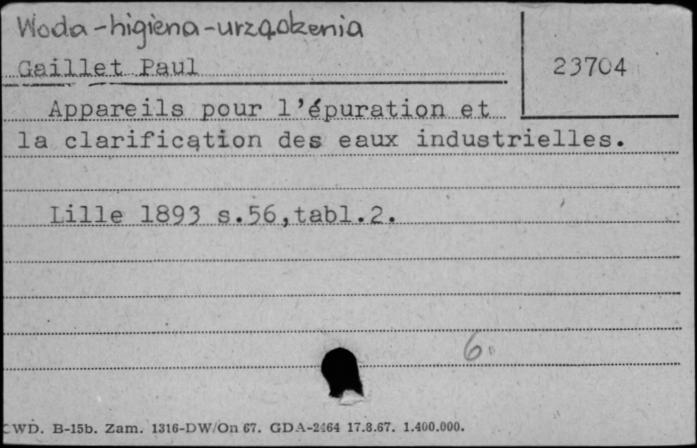 Woda-higiena-urządzenia
Gaillet Paul
23704
Appareils pour l'épuration et
la clarification des eaux industrielles.
Lille 1893 s.56,tabl.2.
6.
CWD. B-15b. Zam. 1316-DW/On 67. GDA-2464 17.8.67. 1.400.000.